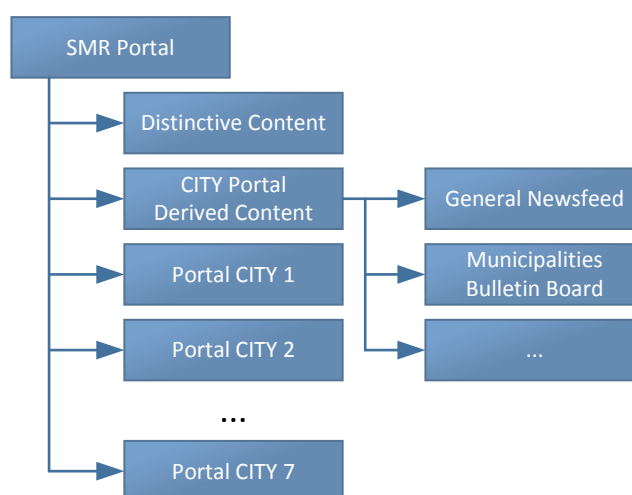 SMR Portal
Distinctive Content
CITY Portal
Derived Content
General Newsfeed
Portal CITY 1
Municipalities
Bulletin Board
Portal CITY 2
...
...
Portal CITY 7